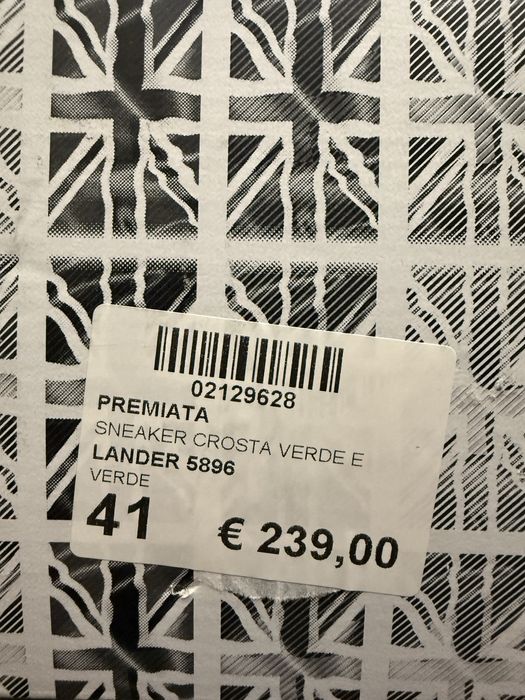 02129628
PREMIATA
SNEAKER CROSTA VERDE E
LANDER 5896
VERDE
41
€ 239,00